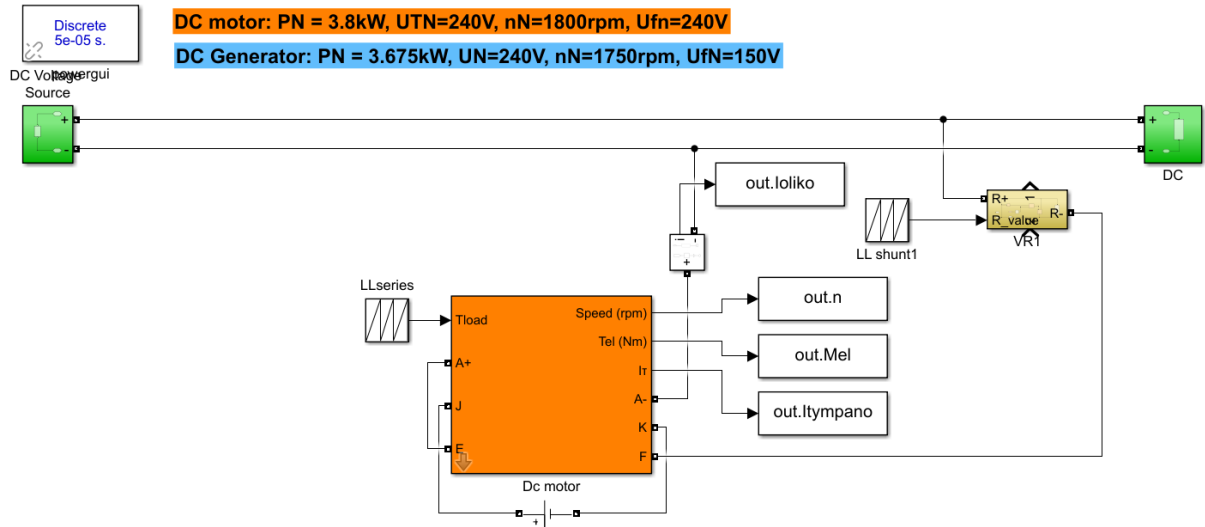 Discrete
5e-05 s.
powergui
DC motor: PN = 3.8kW, UTN=240V, nN=1800rpm, Ufn=240V
DC Generator: PN = 3.675kW, UN=240V, nN=1750rpm, UfN=150V
DC Voltage
Source
+
-
+
-
DC
out.Ioliko
R+
R_value
R-
VR1
LL shunt1
+
LLseries
Tload
A+
J
E
Speed (rpm)
Tel (Nm)
Iτ
A-
K
F
out.n
out.Mel
out.Itympano
Dc motor
+